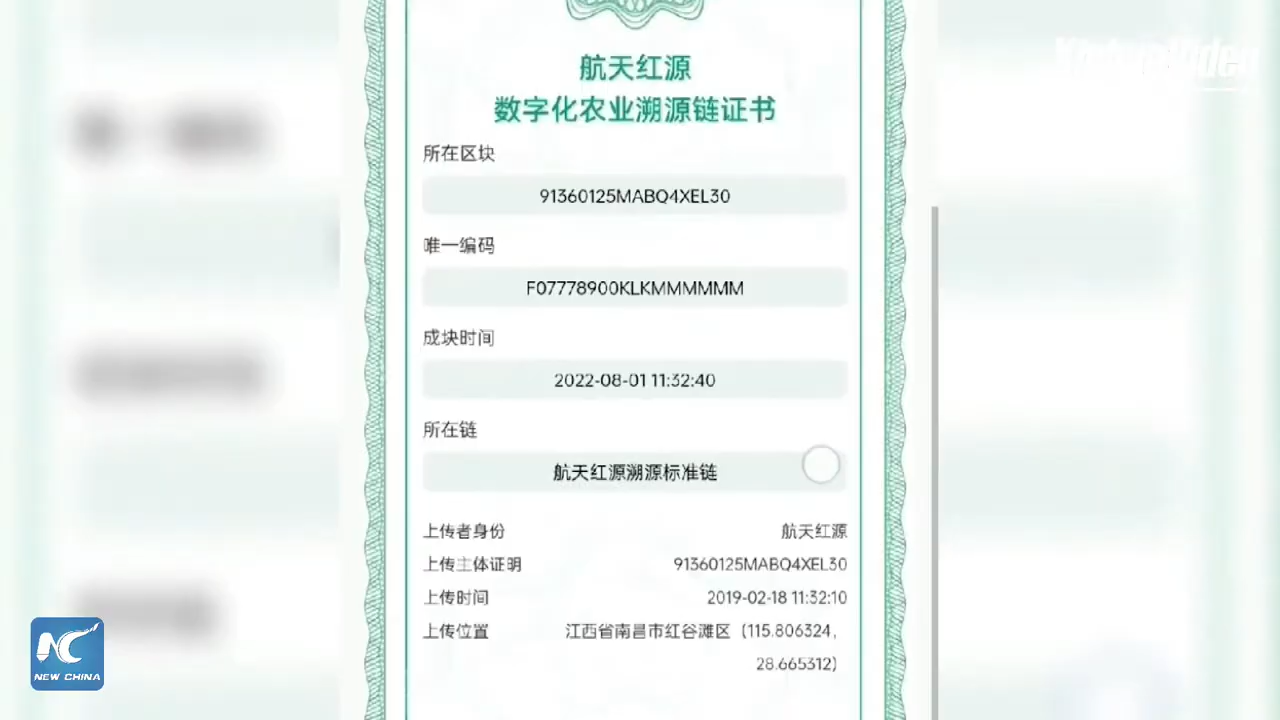 航天红源
数字化农业溯源链证书
所在区块
91360125MABQ4XEL30
唯一编码
F07778900KLKMMMMMM
成块时间
2022-08-01 11:32:40
所在链
航天红源溯源标准链
上传者身份 航天红源
上传主体证明 91360125MABQ4XEL30
上传时间 2019-02-18 11:32:10
上传位置 江西省南昌市红谷滩区（115.806324,
28.665312）
NC
NEW CHINA